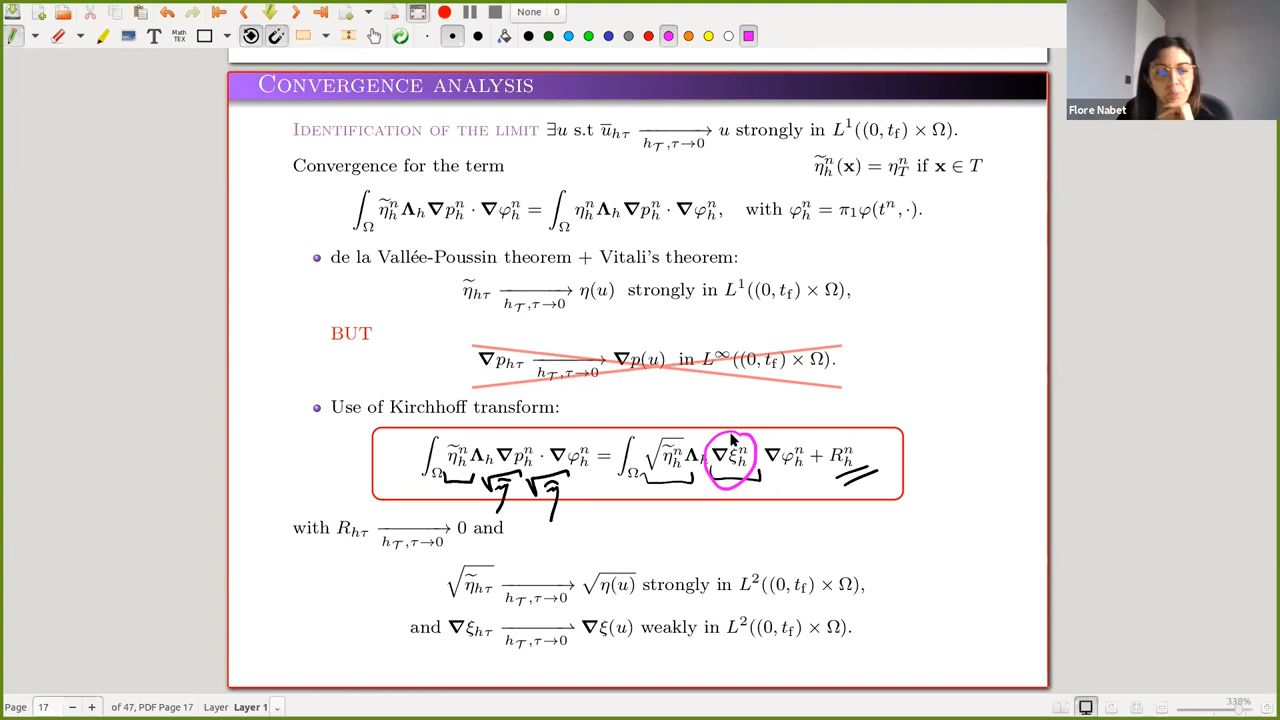 None 0
Math TEX
CONVERGENCE ANALYSIS
IDENTIFICATION OF THE LIMIT ∃u s.t u̅_{hτ} ⟶_{h_𝒯,τ→0} u strongly in L¹((0, t_f) × Ω).
Convergence for the term η̃ⁿ_h(x) = ηⁿ_T if x ∈ T
∫_Ω η̃ⁿ_h Λ_h ∇pⁿ_h · ∇φⁿ_h = ∫_Ω ηⁿ_h Λ_h ∇pⁿ_h · ∇φⁿ_h, with φⁿ_h = π₁φ(tⁿ, ·).
de la Vallée-Poussin theorem + Vitali's theorem:
η̃_{hτ} ⟶_{h_𝒯,τ→0} η(u) strongly in L¹((0, t_f) × Ω),
BUT
∇p_{hτ} ⟶_{h_𝒯,τ→0} ∇p(u) in L^∞((0, t_f) × Ω).
Use of Kirchhoff transform:
∫_Ω η̃ⁿ_h Λ_h ∇pⁿ_h · ∇φⁿ_h = ∫_Ω √η̃ⁿ_h Λ_h ∇ξⁿ_h ∇φⁿ_h + Rⁿ_h
√η̃ √η̃
with R_{hτ} ⟶_{h_𝒯,τ→0} 0 and
√η̃_{hτ} ⟶_{h_𝒯,τ→0} √η(u) strongly in L²((0, t_f) × Ω),
and ∇ξ_{hτ} ⇀_{h_𝒯,τ→0} ∇ξ(u) weakly in L²((0, t_f) × Ω).
Flore Nabet
Page 17 of 47, PDF Page 17 Layer Layer 1
338%